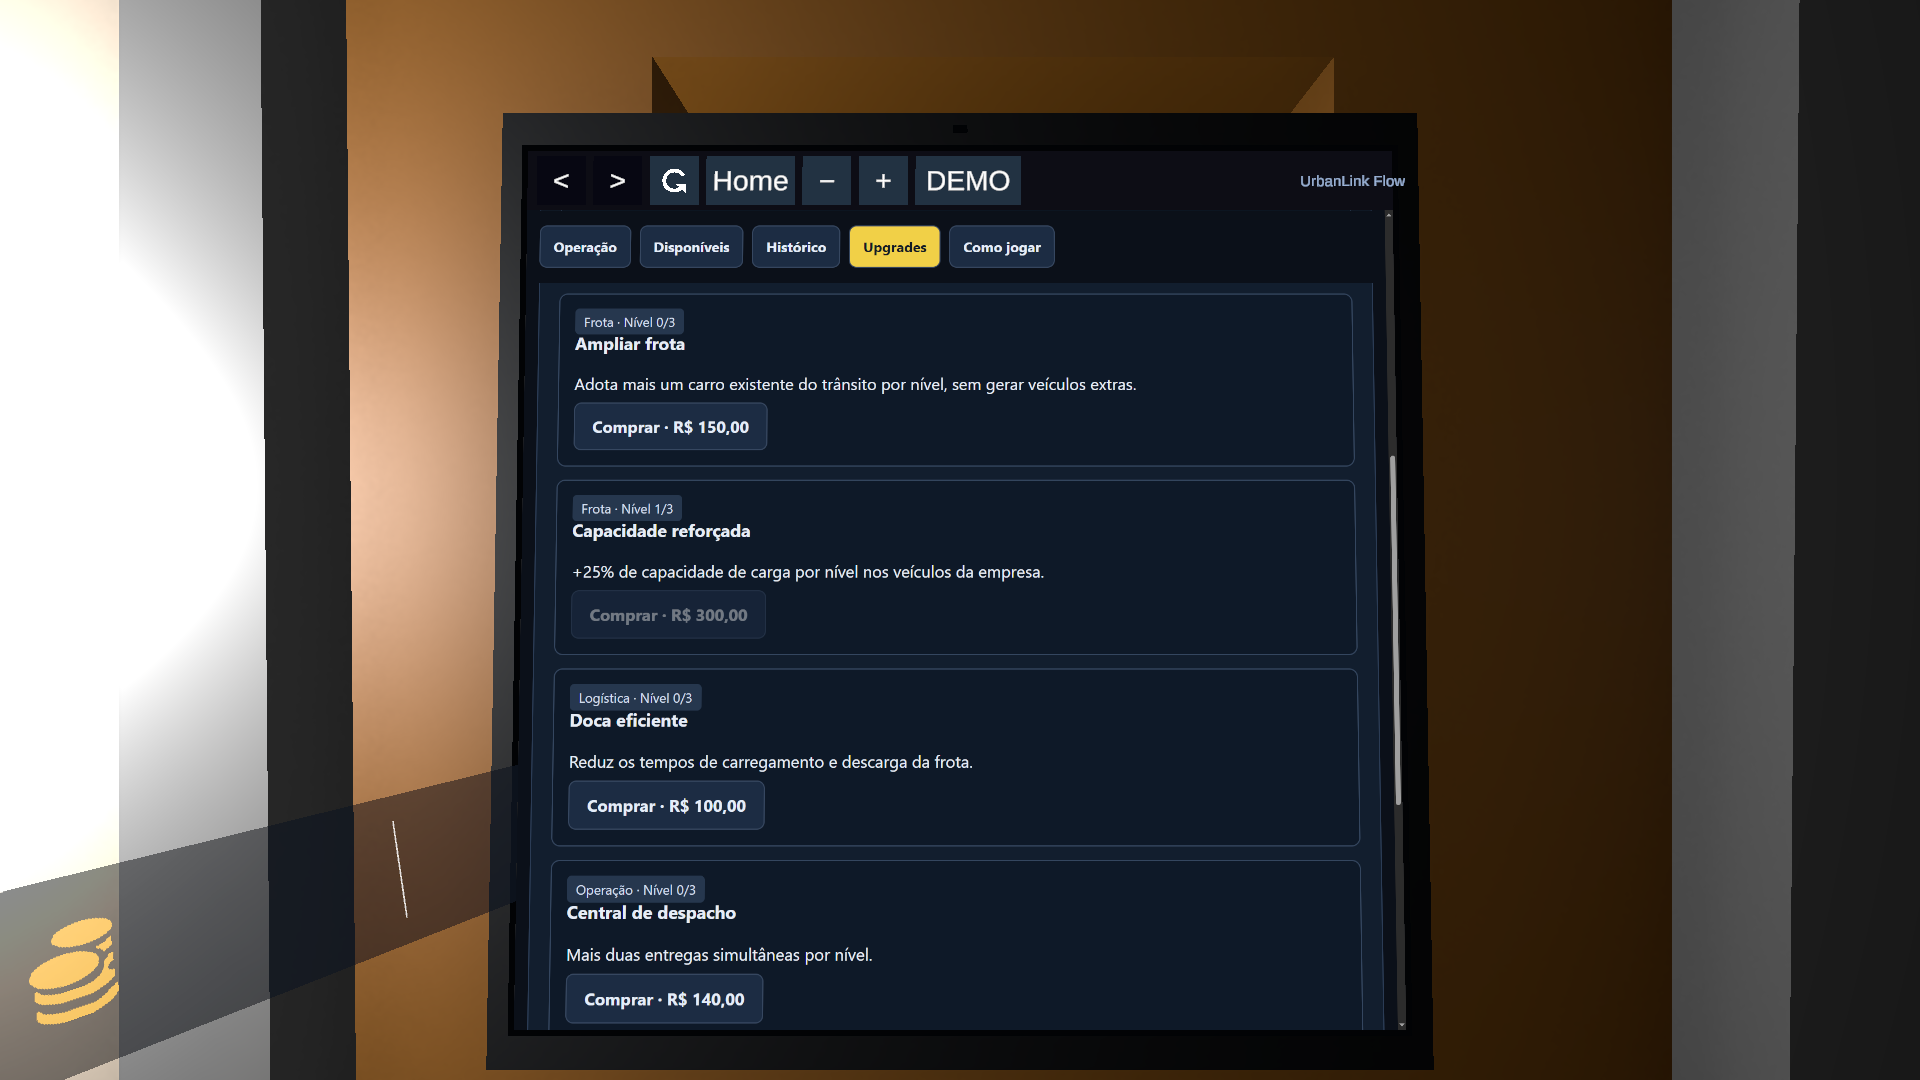 < > Home − + DEMO UrbanLink Flow
Operação Disponíveis Histórico Upgrades Como jogar
Frota · Nível 0/3
Ampliar frota
Adota mais um carro existente do trânsito por nível, sem gerar veículos extras.
Comprar · R$ 150,00
Frota · Nível 1/3
Capacidade reforçada
+25% de capacidade de carga por nível nos veículos da empresa.
Comprar · R$ 300,00
Logística · Nível 0/3
Doca eficiente
Reduz os tempos de carregamento e descarga da frota.
Comprar · R$ 100,00
Operação · Nível 0/3
Central de despacho
Mais duas entregas simultâneas por nível.
Comprar · R$ 140,00